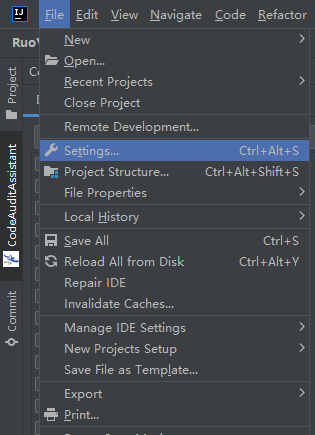 IJ File Edit View Navigate Code Refactor
RuoY
Project
CodeAuditAssistant
Commit
New
Open...
Recent Projects
Close Project
Remote Development...
Settings... Ctrl+Alt+S
Project Structure... Ctrl+Alt+Shift+S
File Properties
Local History
Save All Ctrl+S
Reload All from Disk Ctrl+Alt+Y
Repair IDE
Invalidate Caches...
Manage IDE Settings
New Projects Setup
Save File as Template...
Export
Print...